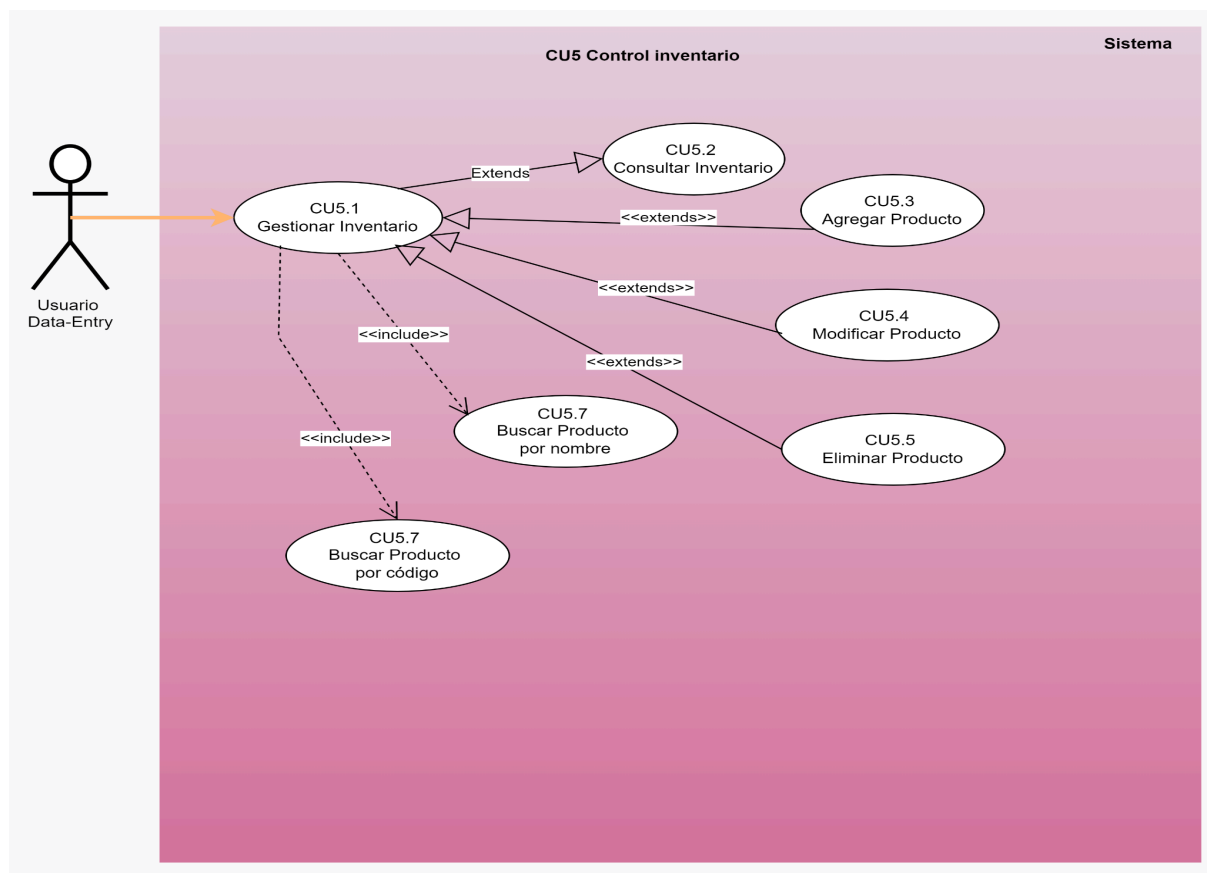 Sistema
CU5 Control inventario
CU5.2
Consultar Inventario
Extends
CU5.3
Agregar Producto
<<extends>>
CU5.1
Gestionar Inventario
<<extends>>
CU5.4
Modificar Producto
Usuario
Data-Entry
<<include>>
<<extends>>
CU5.7
Buscar Producto
por nombre
<<include>>
CU5.5
Eliminar Producto
CU5.7
Buscar Producto
por código